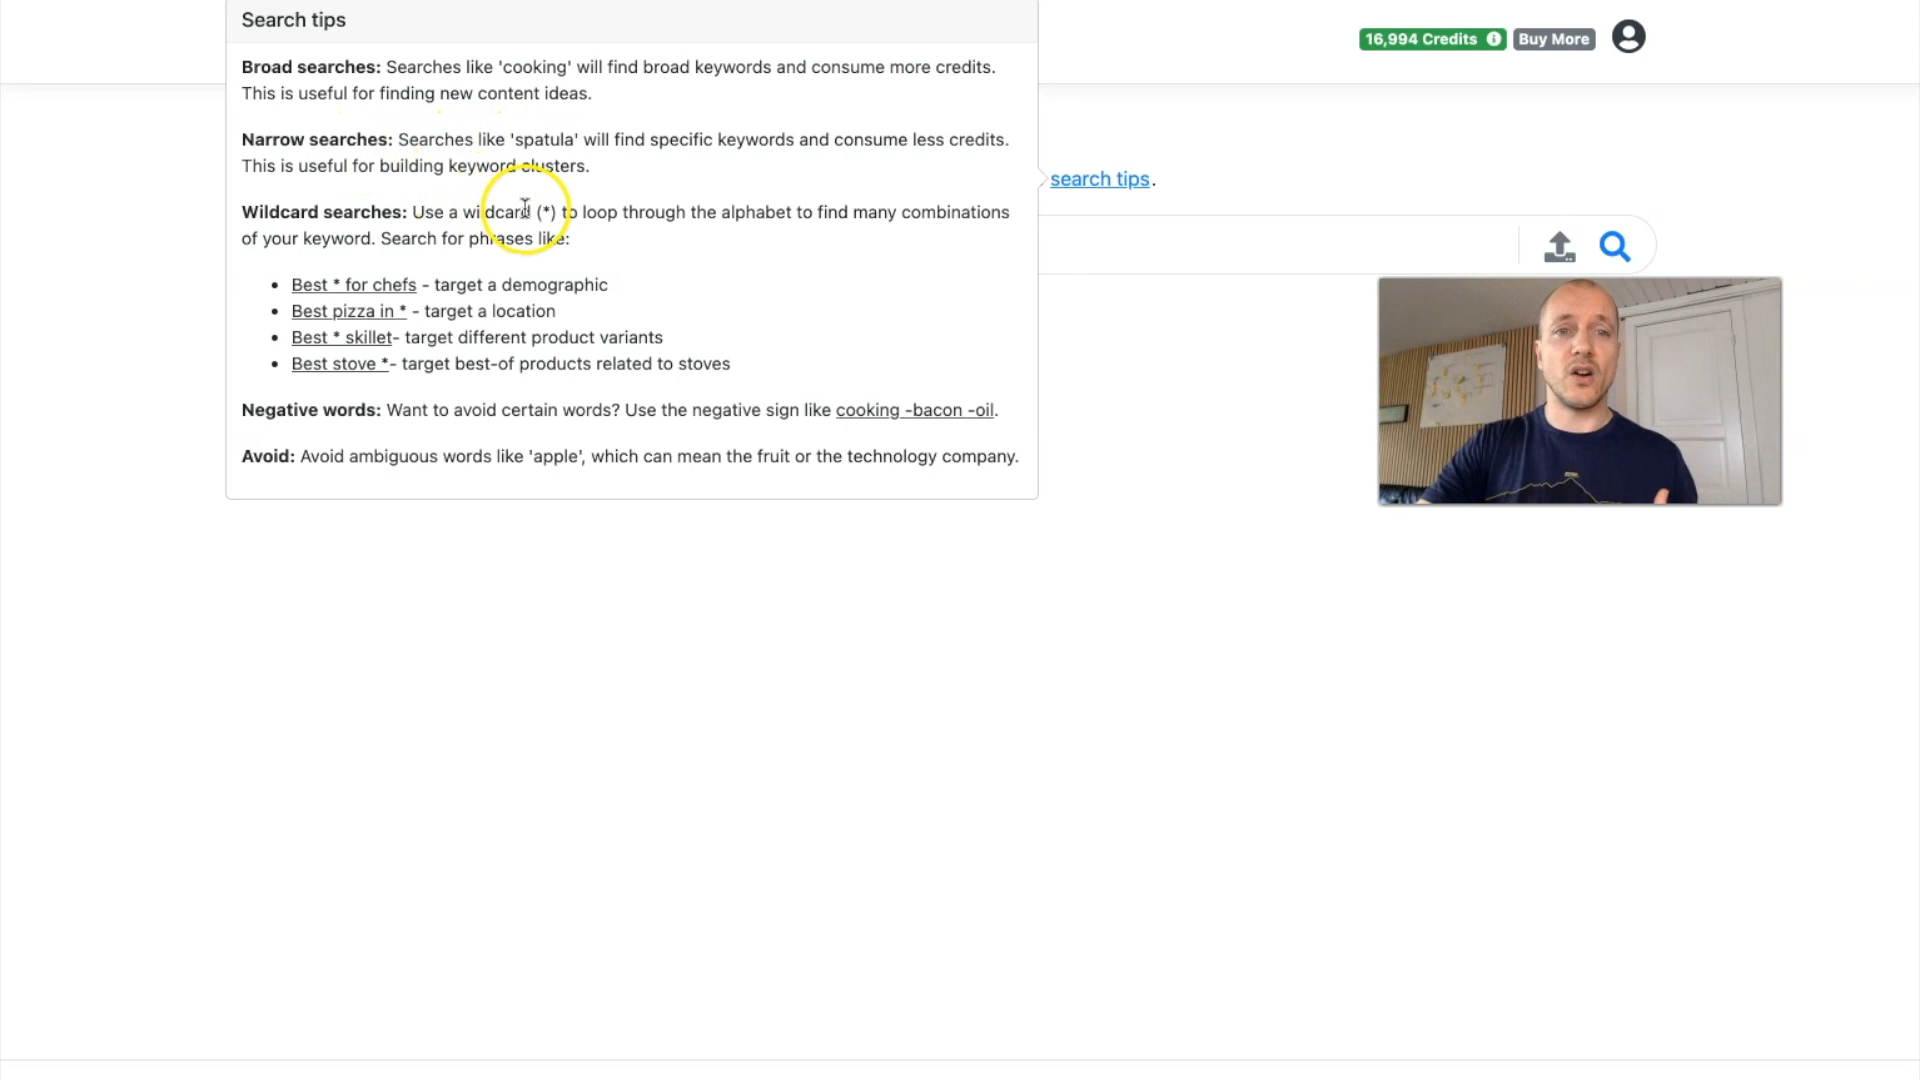 Search tips
16,994 Credits
Buy More
Broad searches: Searches like 'cooking' will find broad keywords and consume more credits.
This is useful for finding new content ideas.
Narrow searches: Searches like 'spatula' will find specific keywords and consume less credits.
This is useful for building keyword clusters.
search tips.
Wildcard searches: Use a wildcard (*) to loop through the alphabet to find many combinations
of your keyword. Search for phrases like:
• Best * for chefs - target a demographic
• Best pizza in * - target a location
• Best * skillet- target different product variants
• Best stove *- target best-of products related to stoves
Negative words: Want to avoid certain words? Use the negative sign like cooking -bacon -oil.
Avoid: Avoid ambiguous words like 'apple', which can mean the fruit or the technology company.